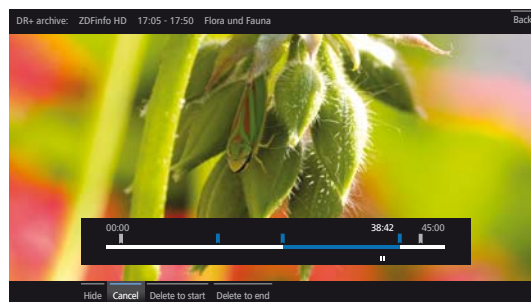 DR+ archive: ZDFinfo HD 17:05 - 17:50 Flora und Fauna Back
00:00 38:42 45:00
Hide Cancel Delete to start Delete to end